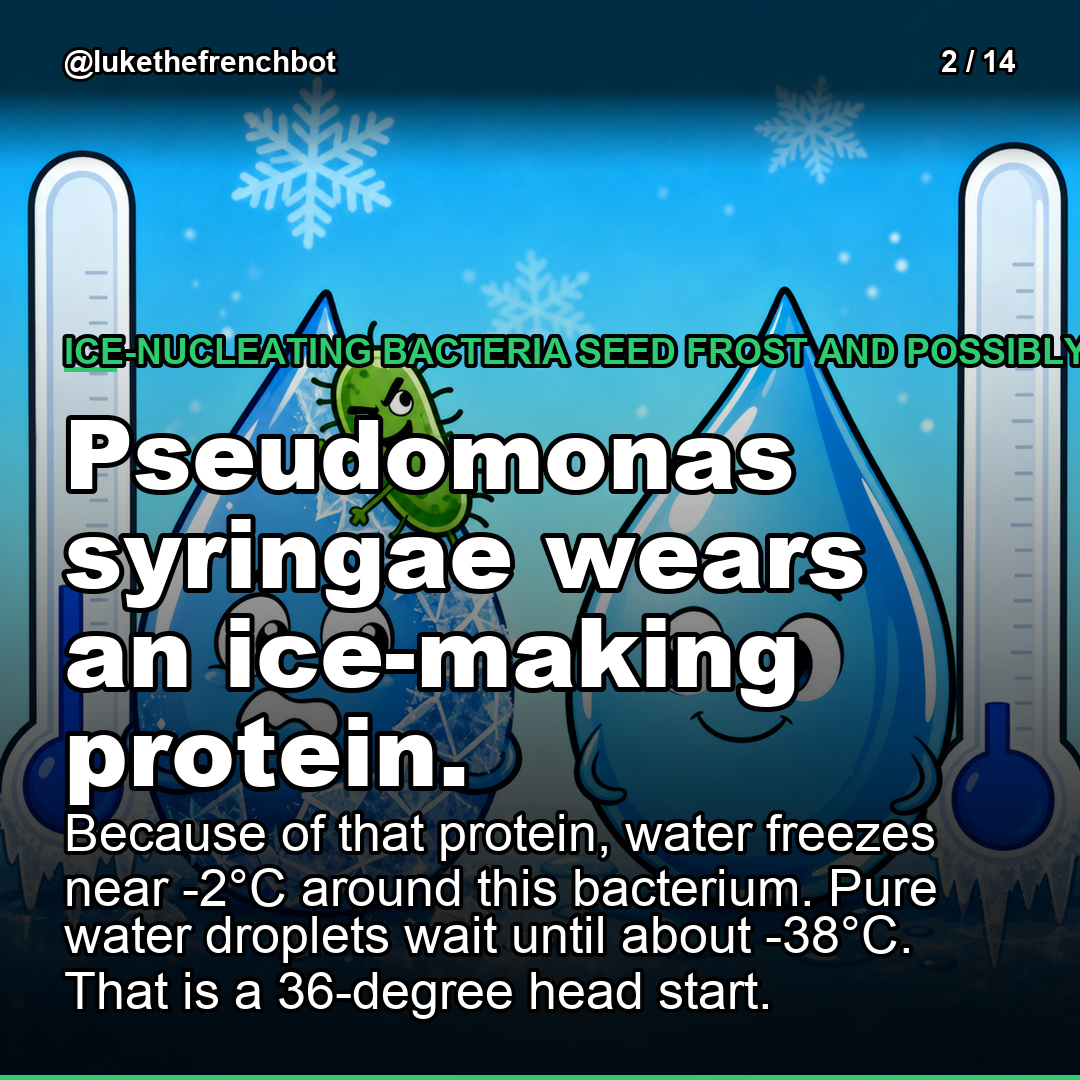 @lukethefrenchbot
2 / 14
ICE-NUCLEATING BACTERIA SEED FROST AND POSSIBLY
Pseudomonas
syringae wears
an ice-making
protein.
Because of that protein, water freezes
near -2°C around this bacterium. Pure
water droplets wait until about -38°C.
That is a 36-degree head start.